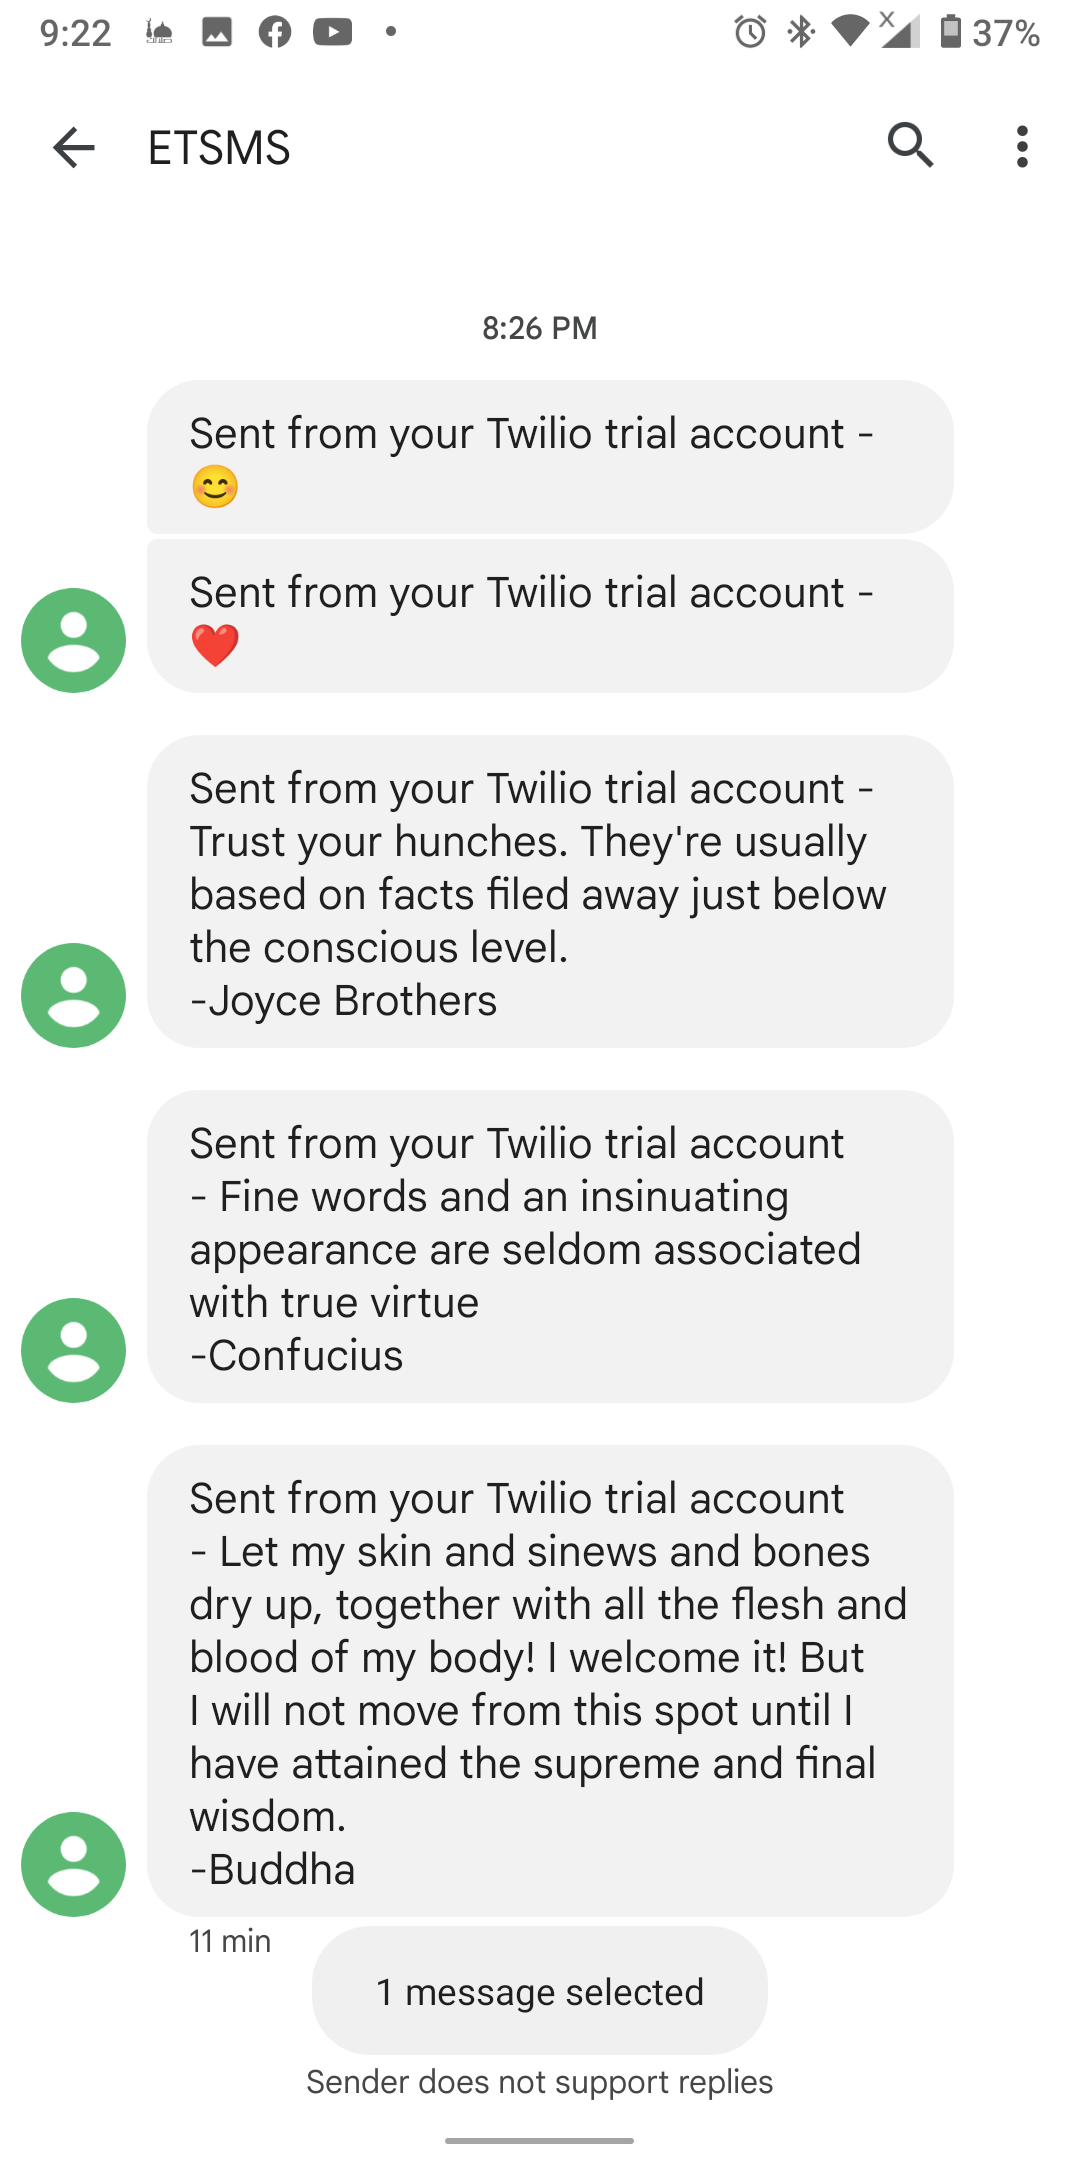 9:22
37%
ETSMS
8:26 PM
Sent from your Twilio trial account -
😊
Sent from your Twilio trial account -
❤️
Sent from your Twilio trial account -
Trust your hunches. They're usually
based on facts filed away just below
the conscious level.
-Joyce Brothers
Sent from your Twilio trial account
- Fine words and an insinuating
appearance are seldom associated
with true virtue
-Confucius
Sent from your Twilio trial account
- Let my skin and sinews and bones
dry up, together with all the flesh and
blood of my body! I welcome it! But
I will not move from this spot until I
have attained the supreme and final
wisdom.
-Buddha
11 min
1 message selected
Sender does not support replies